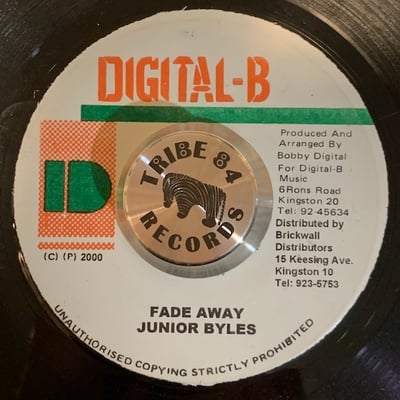 DIGITAL-B
Produced And
Arranged By
Bobby Digital
For Digital-B
Music
6Rons Road
Kingston 20
Tel: 92-45634
Distributed by
Brickwall
Distributors
15 Keesing Ave.
Kingston 10
Tel: 923-5753
TRIBE 84
RECORDS
D
(C) (P) 2000
FADE AWAY
JUNIOR BYLES
UNAUTHORISED COPYING STRICTLY PROHIBITED